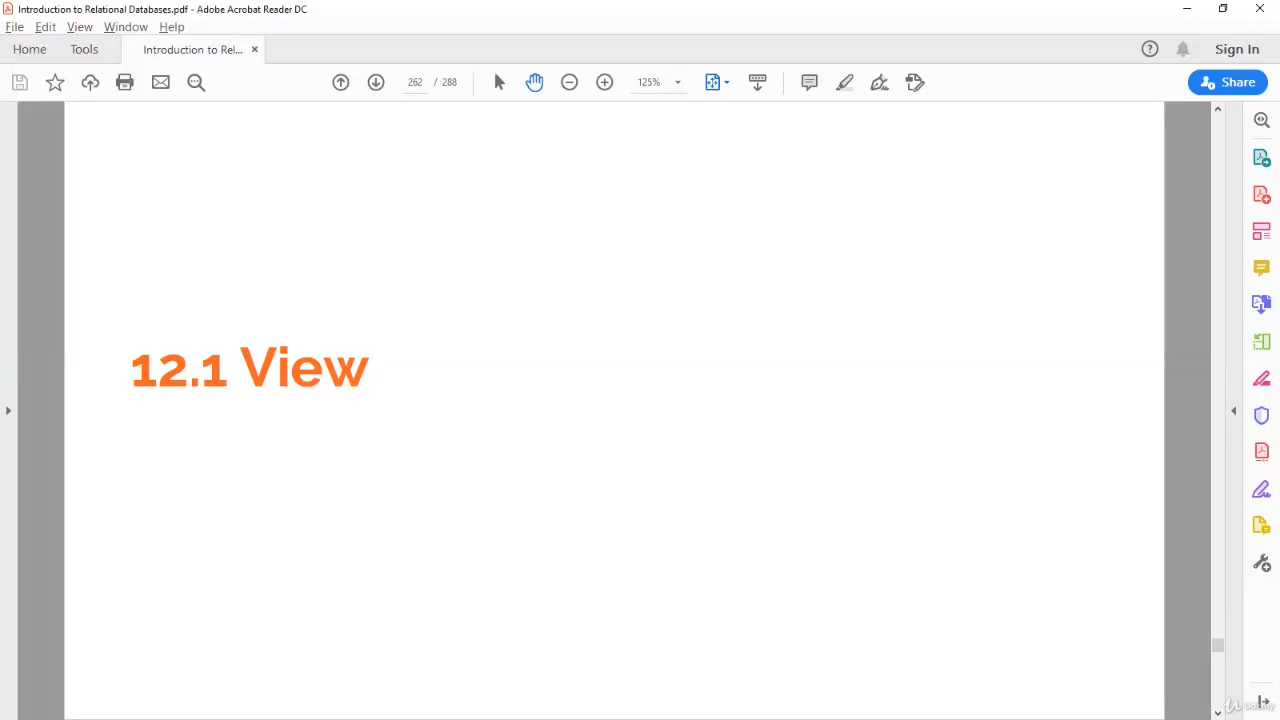 Introduction to Relational Databases.pdf - Adobe Acrobat Reader DC
File Edit View Window Help
Home Tools Introduction to Rel... × Sign In
262 / 288 125% Share
12.1 View
Udemy